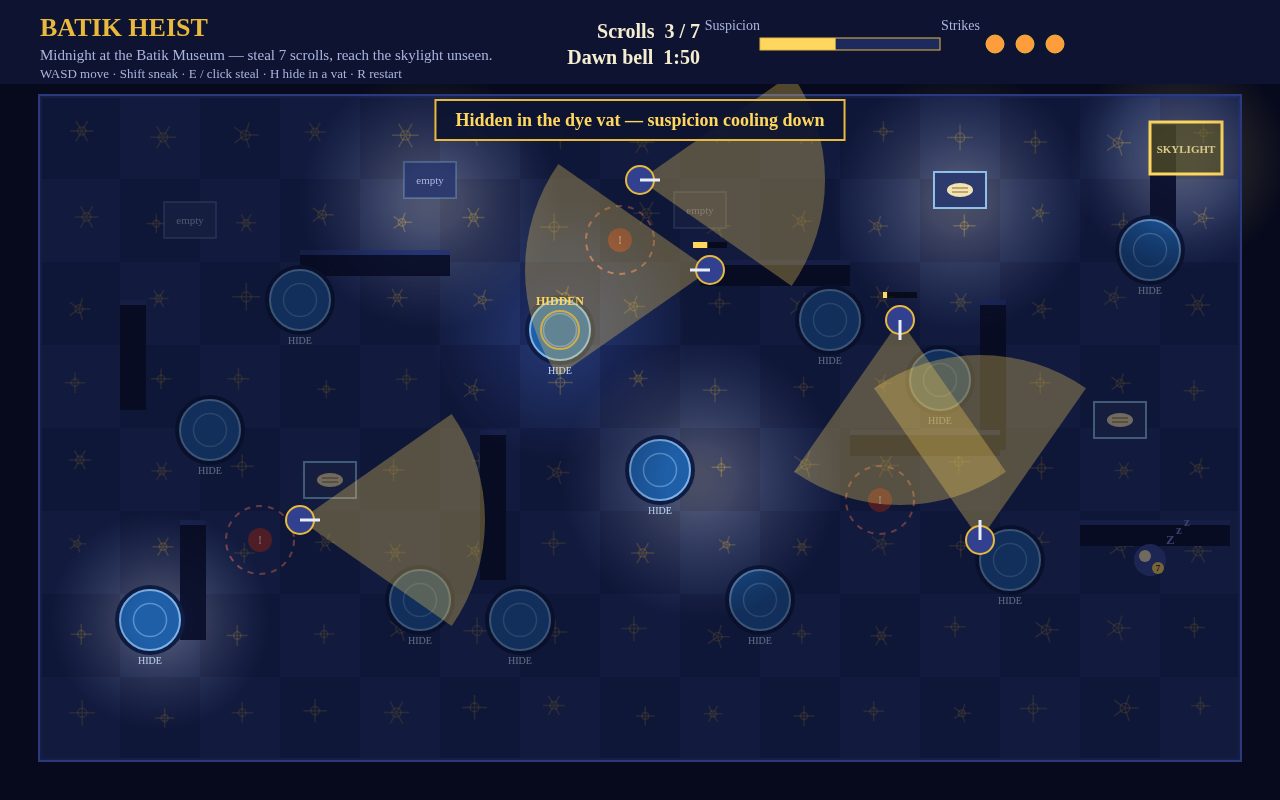 BATIK HEIST
Midnight at the Batik Museum — steal 7 scrolls, reach the skylight unseen.
WASD move · Shift sneak · E / click steal · H hide in a vat · R restart
Scrolls 3 / 7
Dawn bell 1:50
Suspicion
Strikes
Hidden in the dye vat — suspicion cooling down
SKYLIGHT
empty
empty
empty
!
HIDE
HIDDEN
HIDE
HIDE
HIDE
HIDE
HIDE
HIDE
!
!
z
z
Z
7
HIDE
HIDE
HIDE
HIDE
HIDE